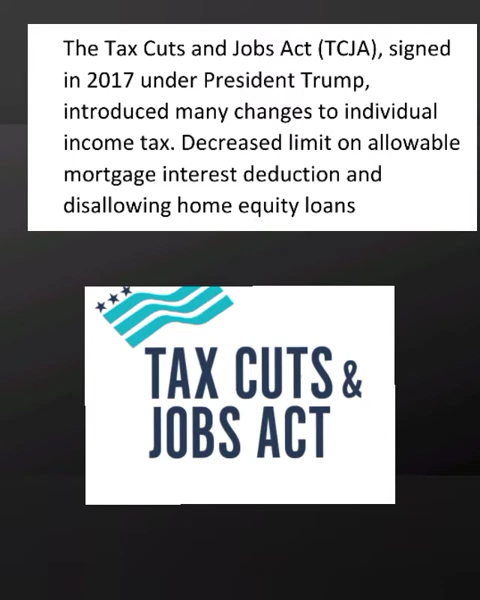 The Tax Cuts and Jobs Act (TCJA), signed
in 2017 under President Trump,
introduced many changes to individual
income tax. Decreased limit on allowable
mortgage interest deduction and
disallowing home equity loans
TAX CUTS &
JOBS ACT